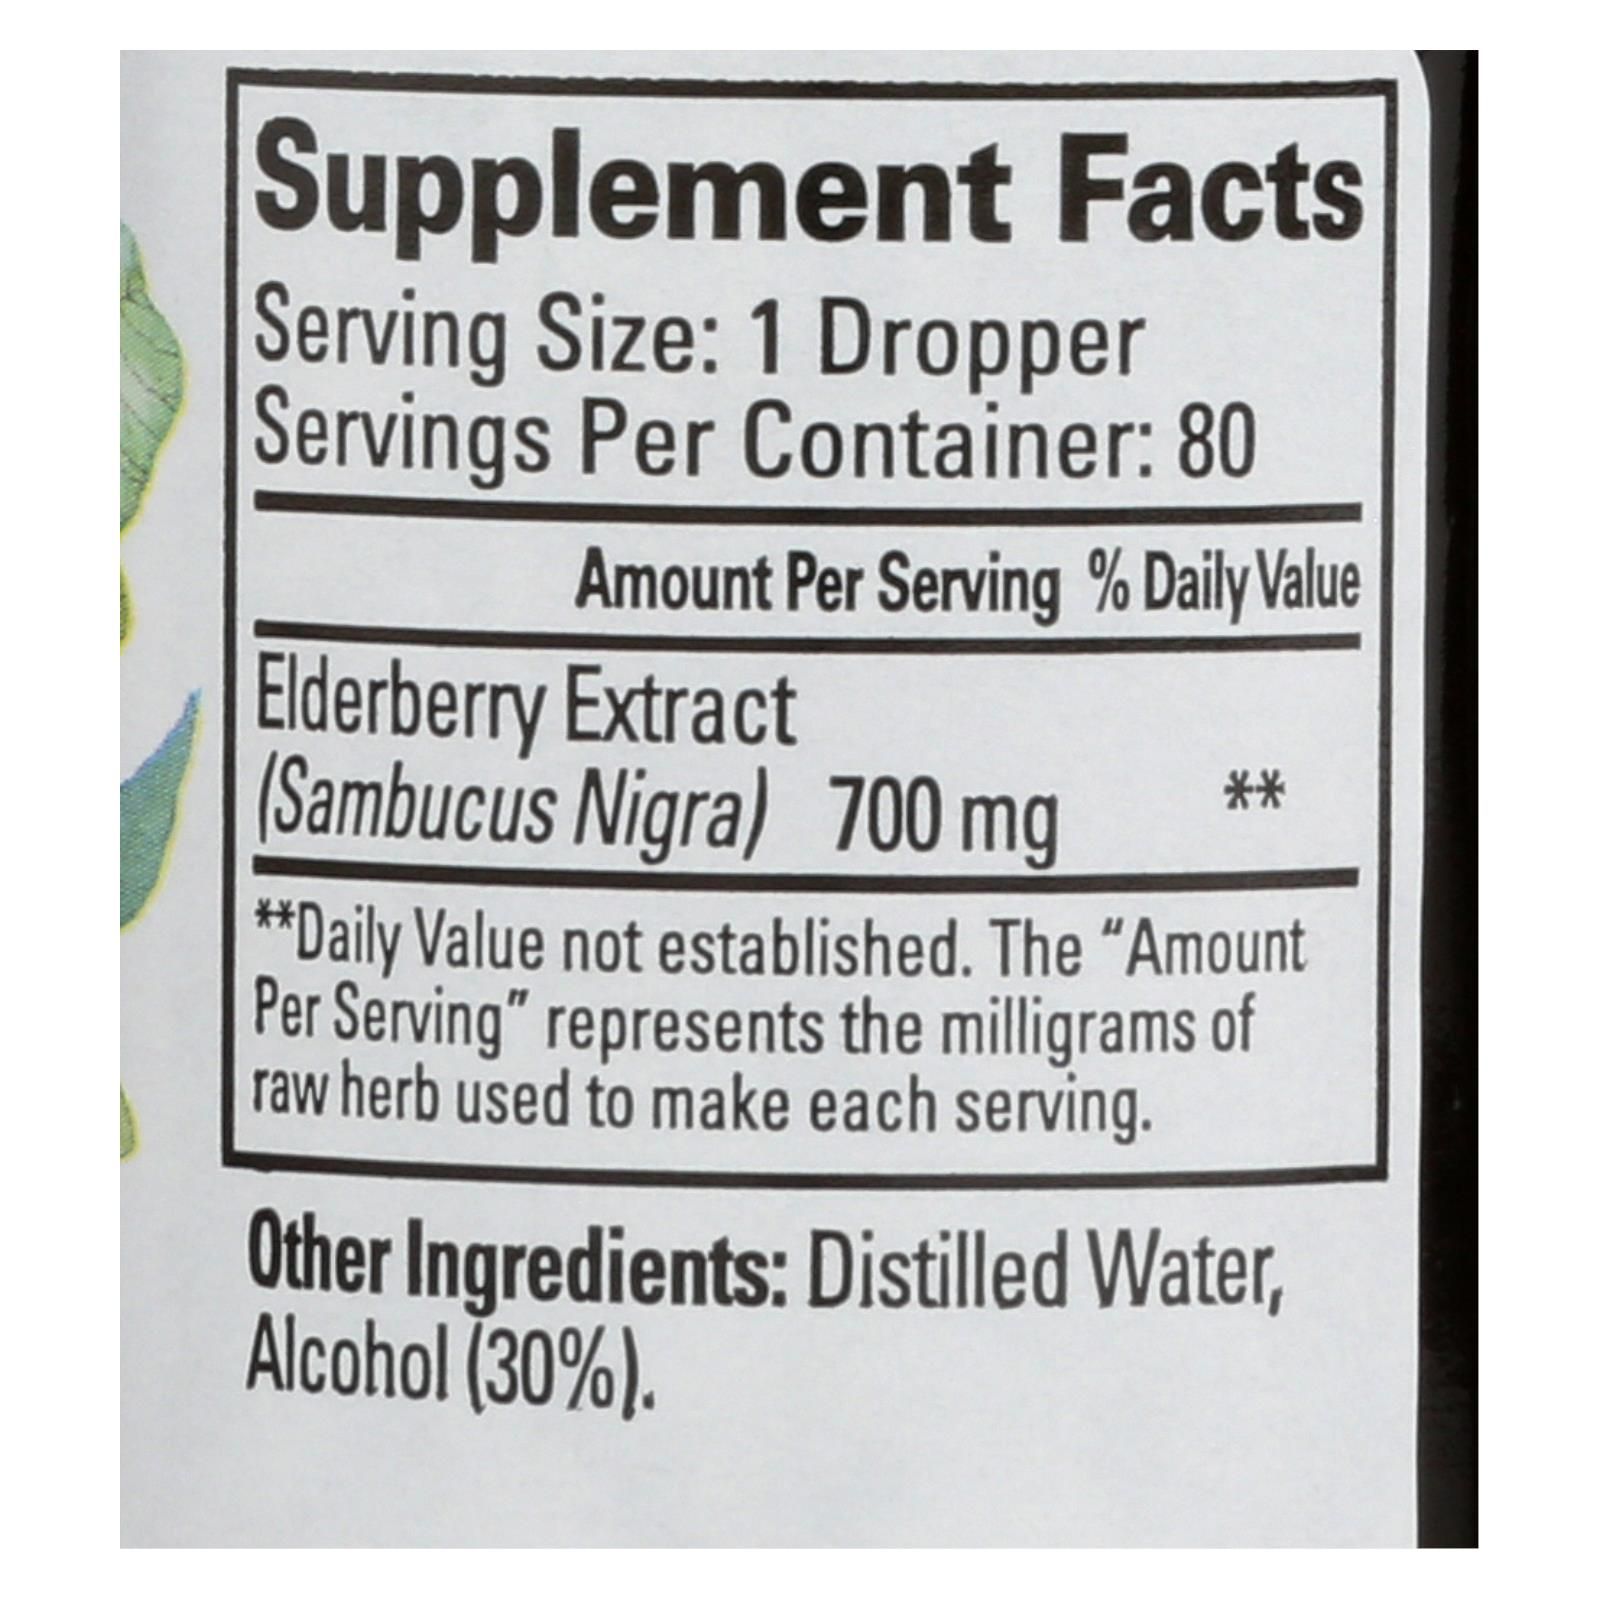 Supplement Facts
Serving Size: 1 Dropper
Servings Per Container: 80
Amount Per Serving % Daily Value
Elderberry Extract
(Sambucus Nigra) 700 mg **
**Daily Value not established. The “Amount
Per Serving” represents the milligrams of
raw herb used to make each serving.
Other Ingredients: Distilled Water,
Alcohol (30%).